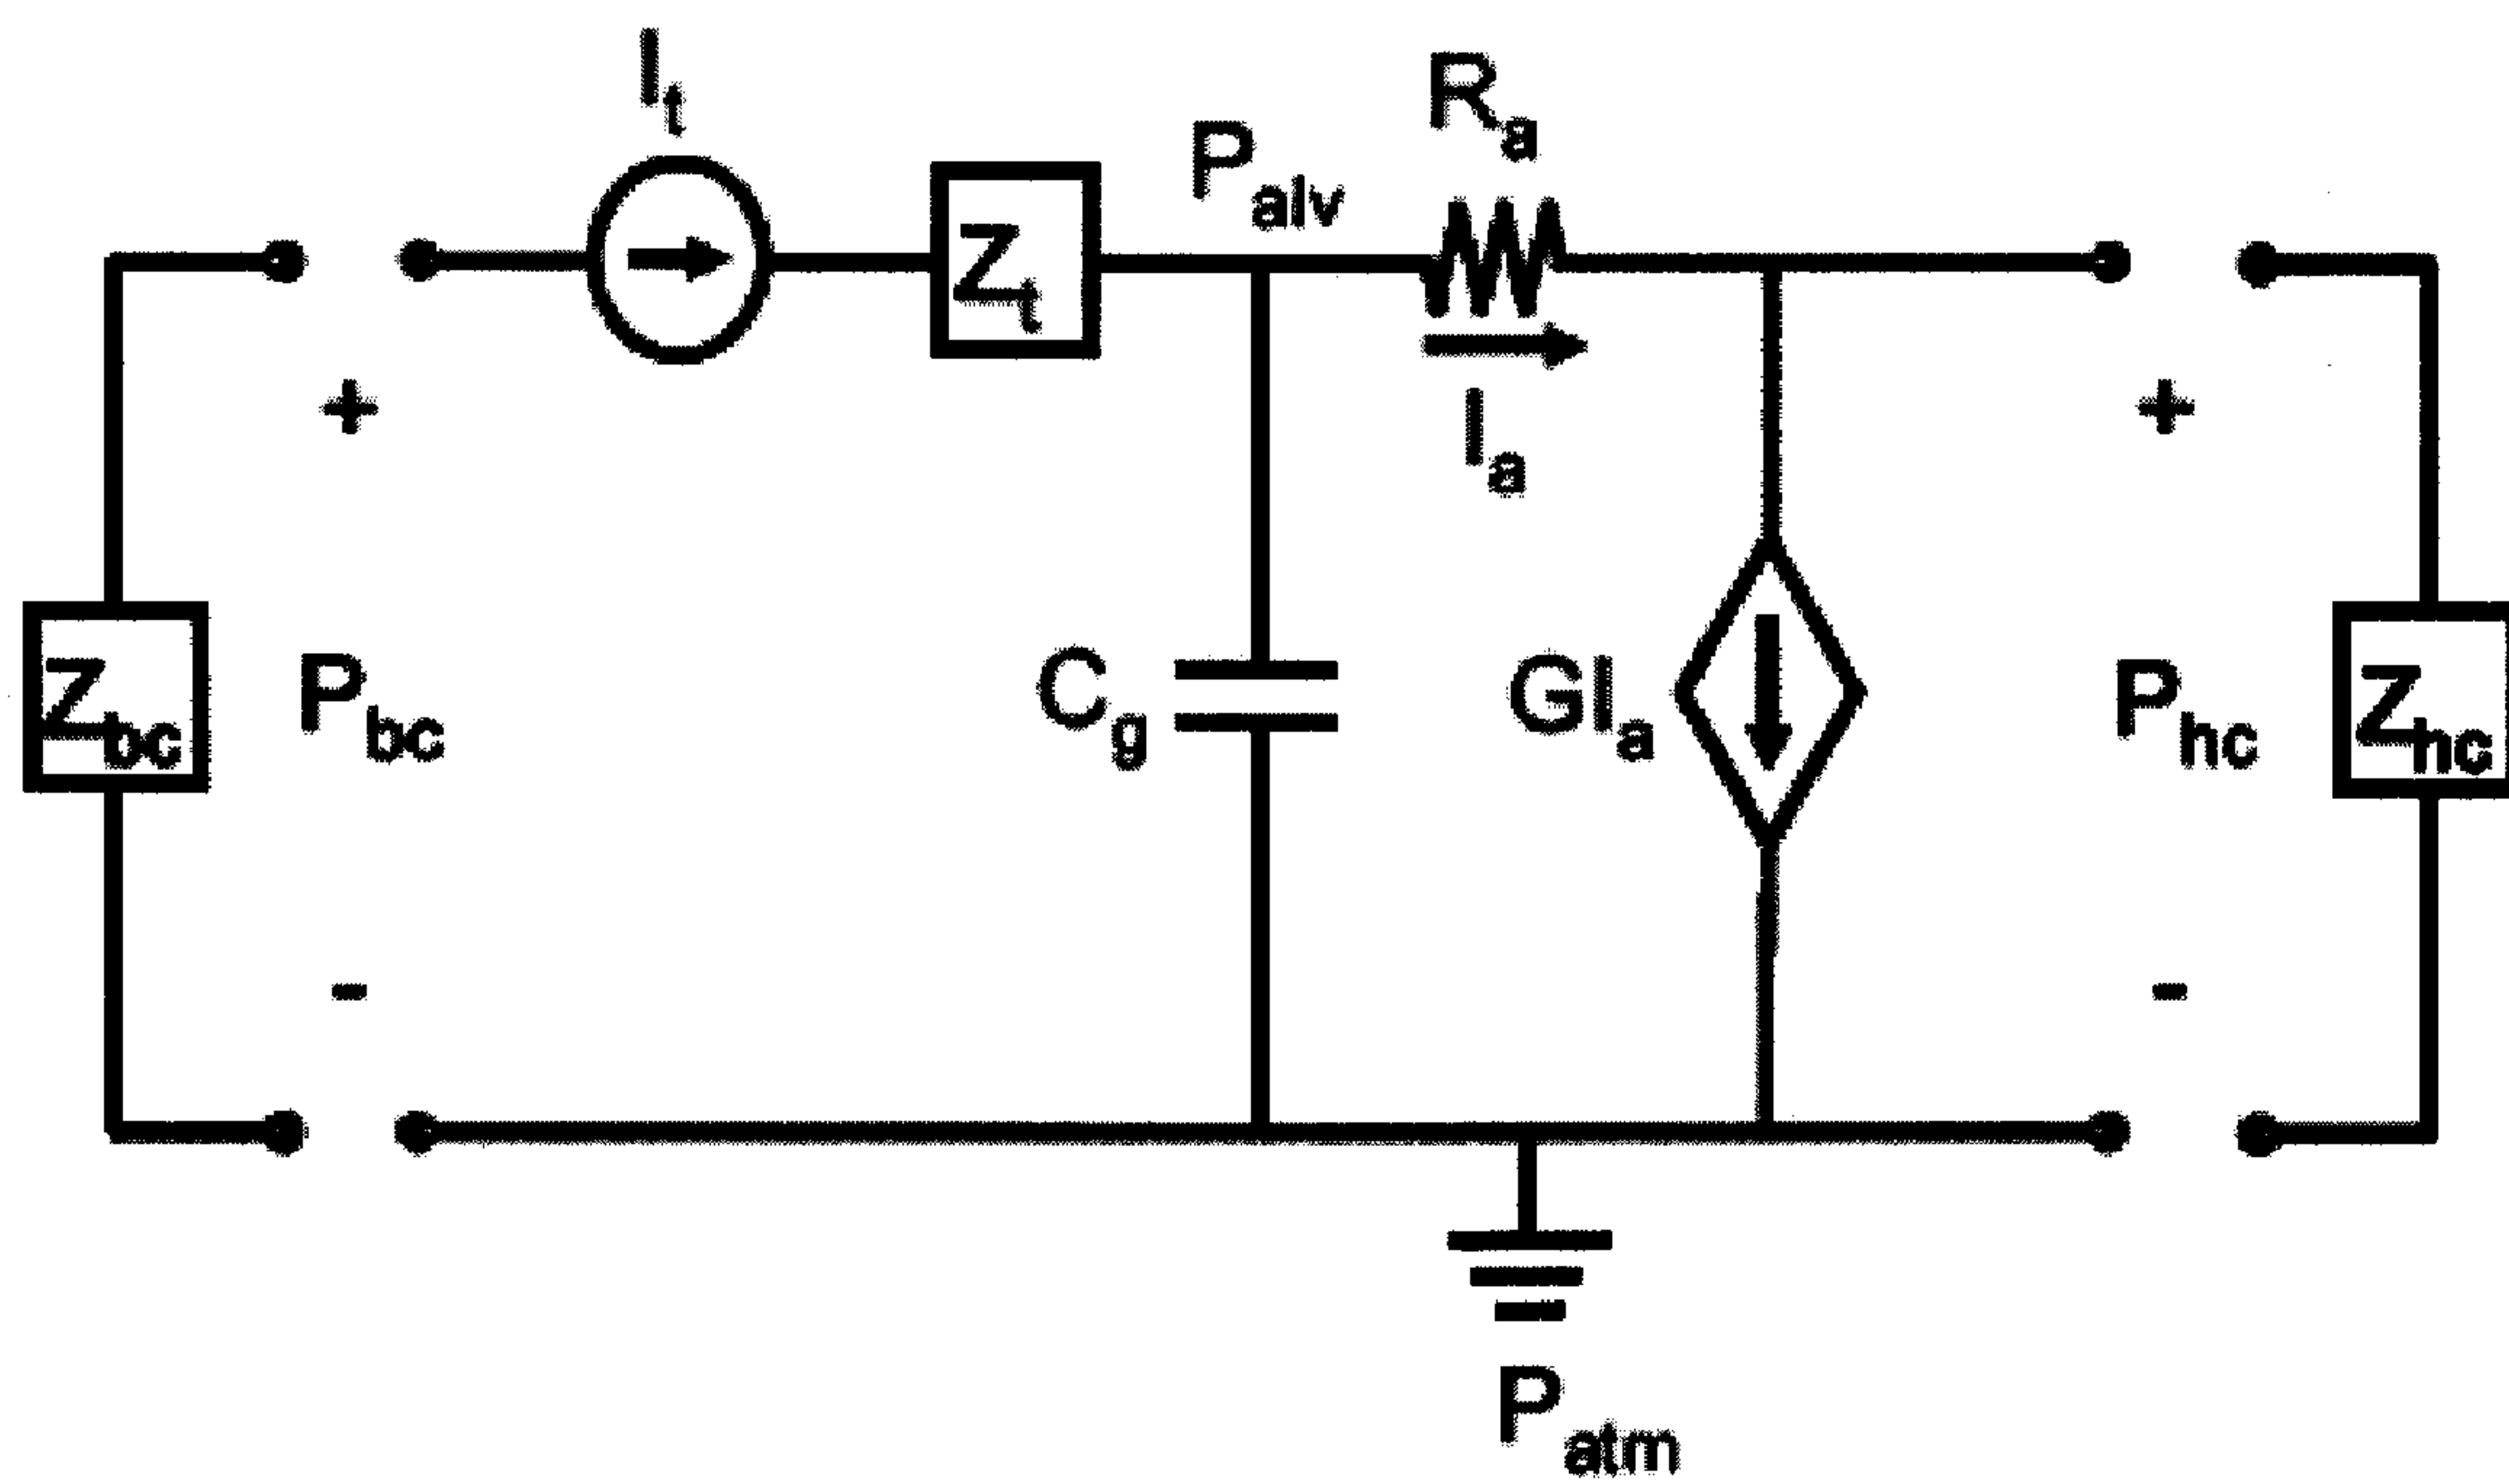 It
Ra
Palv
Zt
+
+
Ia
Zbc
Pbc
Cg
GIa
Phc
Zhc
-
-
Patm